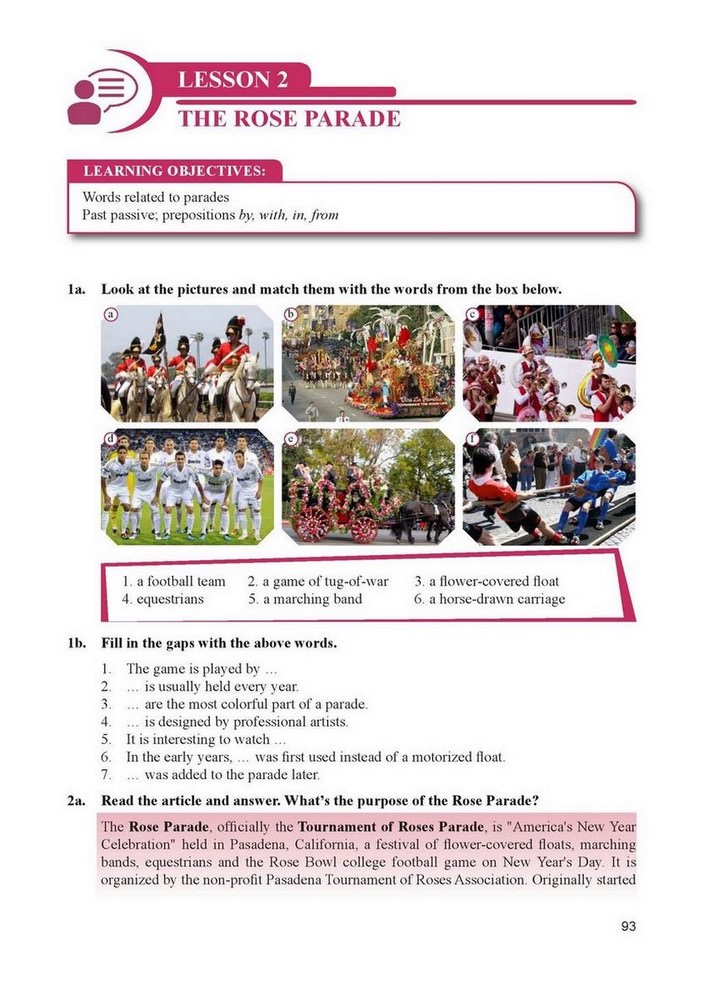 LESSON 2
THE ROSE PARADE
LEARNING OBJECTIVES:
Words related to parades
Past passive; prepositions by, with, in, from
1a. Look at the pictures and match them with the words from the box below.
a
b
c
d
e
f
1. a football team 2. a game of tug-of-war 3. a flower-covered float
4. equestrians 5. a marching band 6. a horse-drawn carriage
1b. Fill in the gaps with the above words.
1. The game is played by …
2. … is usually held every year.
3. … are the most colorful part of a parade.
4. … is designed by professional artists.
5. It is interesting to watch …
6. In the early years, … was first used instead of a motorized float.
7. … was added to the parade later.
2a. Read the article and answer. What's the purpose of the Rose Parade?
The Rose Parade, officially the Tournament of Roses Parade, is "America's New Year
Celebration" held in Pasadena, California, a festival of flower-covered floats, marching
bands, equestrians and the Rose Bowl college football game on New Year's Day. It is
organized by the non-profit Pasadena Tournament of Roses Association. Originally started
93